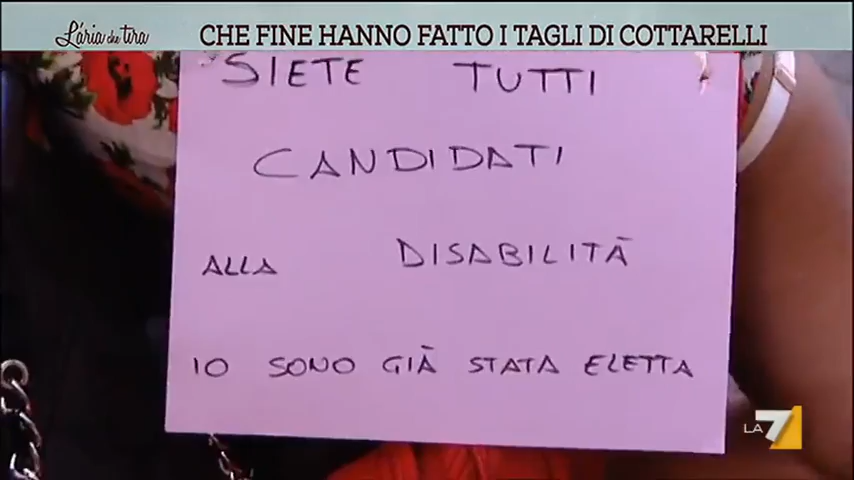 L'aria che tira
CHE FINE HANNO FATTO I TAGLI DI COTTARELLI
SIETE TUTTI
CANDIDATI
ALLA DISABILITÀ
IO SONO GIÀ STATA ELETTA
LA7